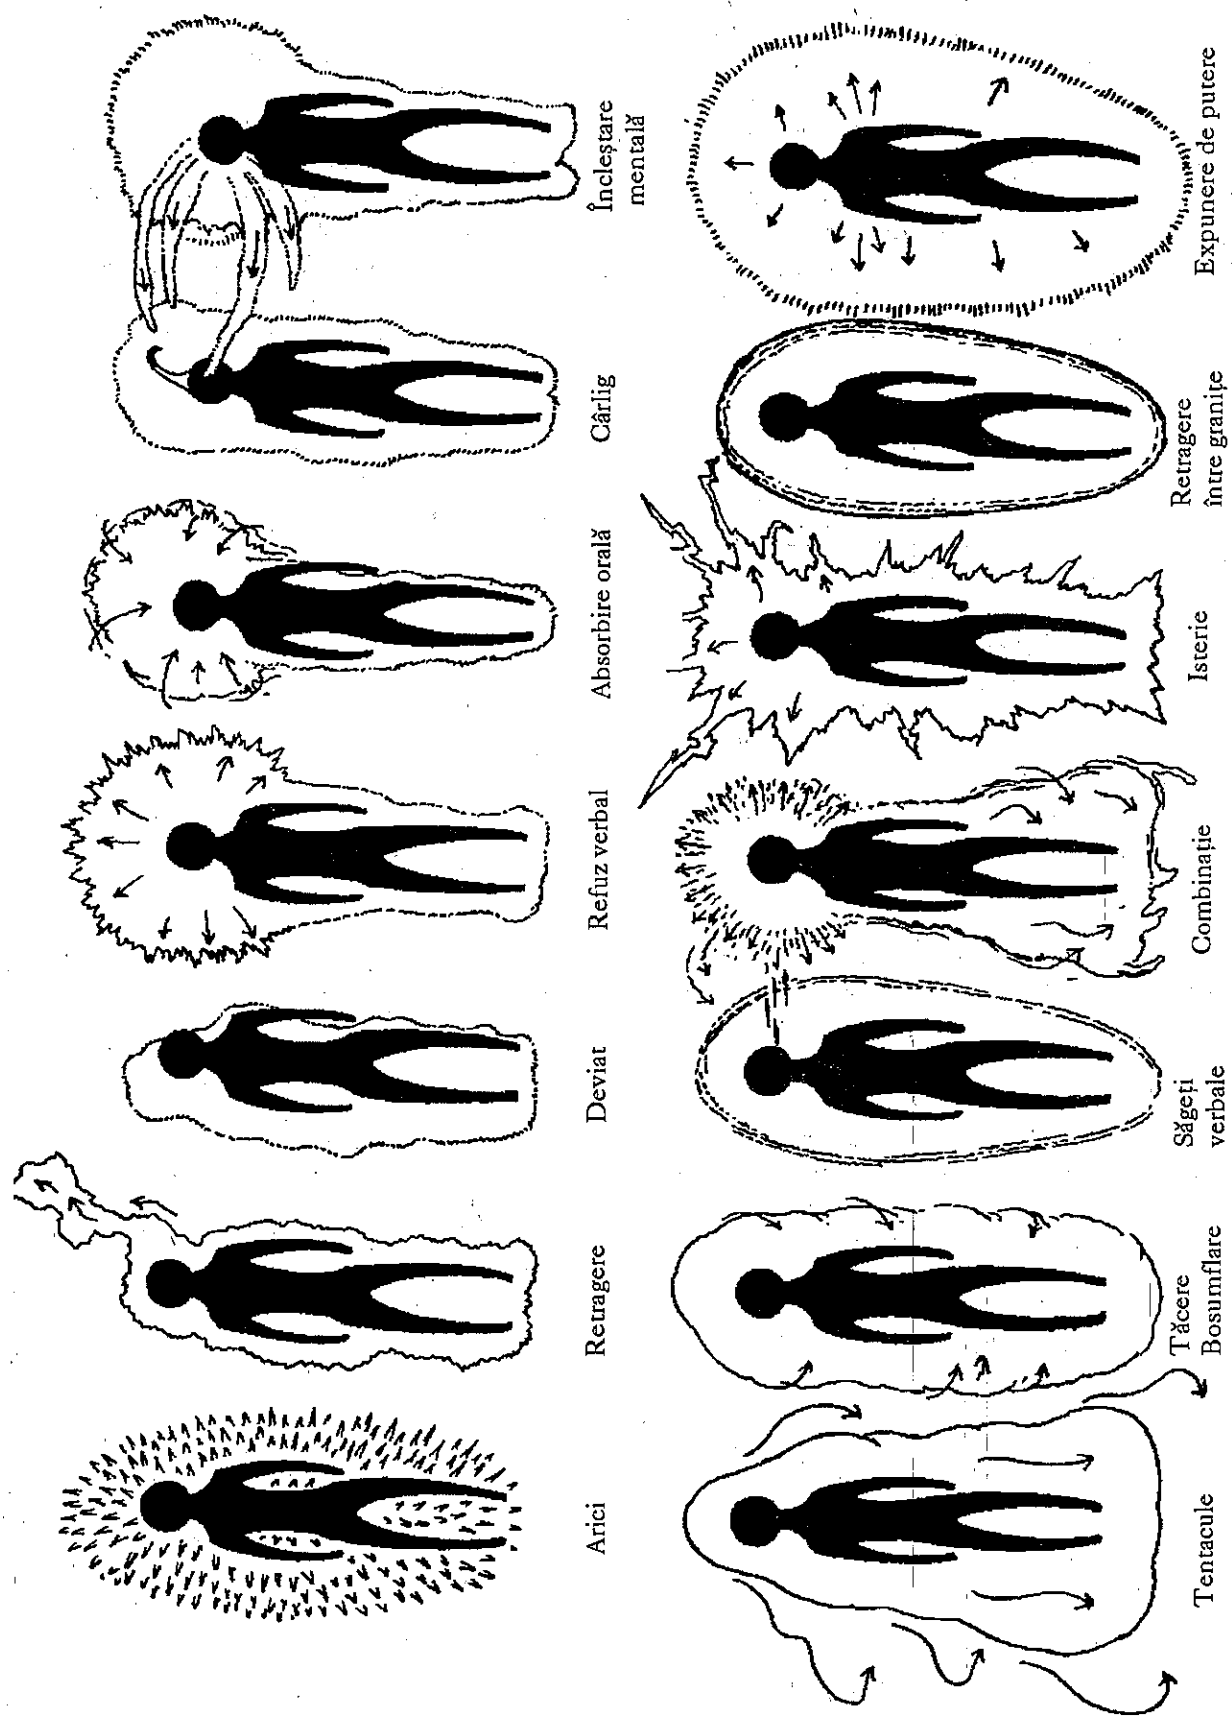 Arici
Retragere
Deviat
Refuz verbal
Absorbire orală
Cârlig
Încleștare
mentală
Tentacule
Tăcere
Bosumflare
Săgeți
verbale
Combinație
Isterie
Retragere
între granițe
Expunere de putere